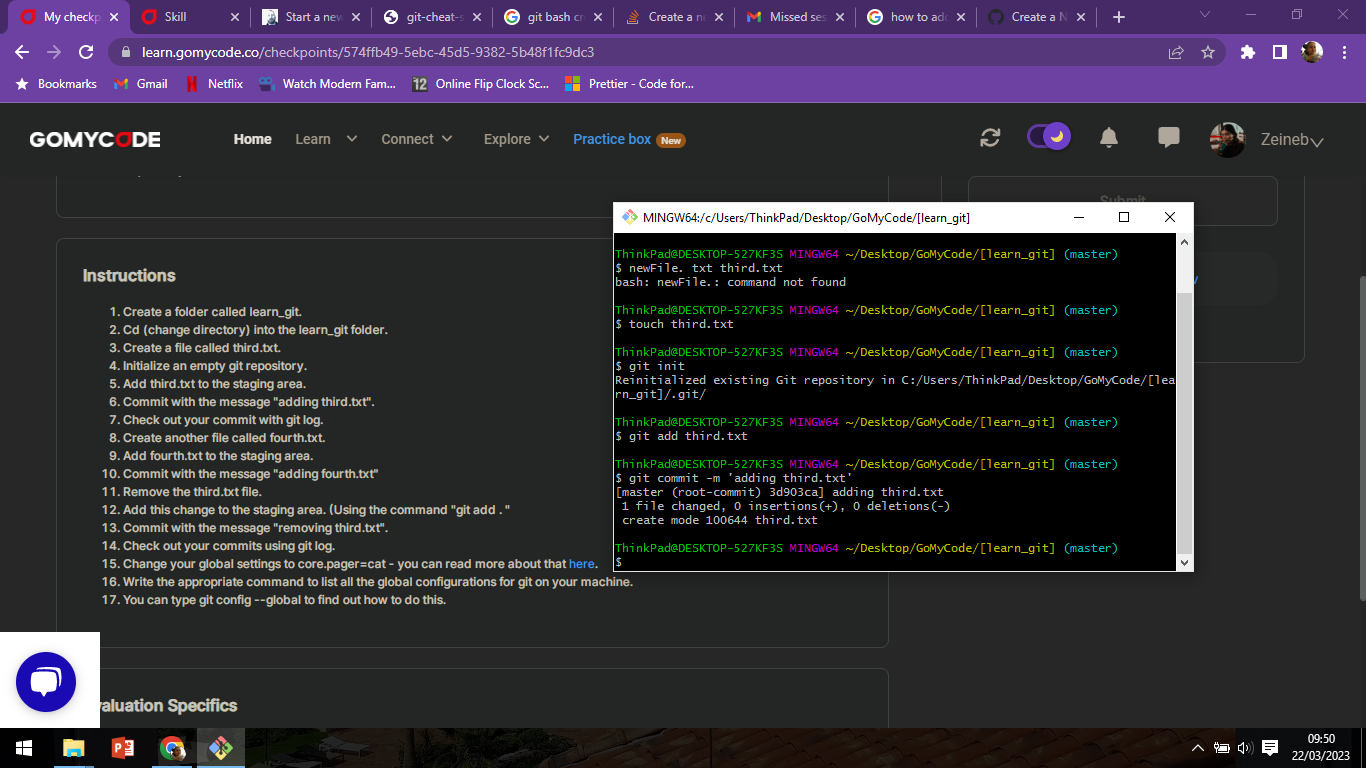 My checkp
Skill
Start a new
git-cheat-s
git bash cr
Create a ne
Missed ses
how to add
Create a N
learn.gomycode.co/checkpoints/574ffb49-5ebc-45d5-9382-5b48f1fc9dc3
Bookmarks
Gmail
Netflix
Watch Modern Fam...
12
Online Flip Clock Sc...
Prettier - Code for...
GOMYCODE
Home
Learn
Connect
Explore
Practice box
New
Zeineb
Submit
Instructions
1. Create a folder called learn_git.
2. Cd (change directory) into the learn_git folder.
3. Create a file called third.txt.
4. Initialize an empty git repository.
5. Add third.txt to the staging area.
6. Commit with the message "adding third.txt".
7. Check out your commit with git log.
8. Create another file called fourth.txt.
9. Add fourth.txt to the staging area.
10. Commit with the message "adding fourth.txt"
11. Remove the third.txt file.
12. Add this change to the staging area. (Using the command "git add . "
13. Commit with the message "removing third.txt".
14. Check out your commits using git log.
15. Change your global settings to core.pager=cat - you can read more about that here.
16. Write the appropriate command to list all the global configurations for git on your machine.
17. You can type git config --global to find out how to do this.
MINGW64:/c/Users/ThinkPad/Desktop/GoMyCode/[learn_git]
ThinkPad@DESKTOP-527KF3S MINGW64 ~/Desktop/GoMyCode/[learn_git] (master)
$ newFile. txt third.txt
bash: newFile.: command not found
ThinkPad@DESKTOP-527KF3S MINGW64 ~/Desktop/GoMyCode/[learn_git] (master)
$ touch third.txt
ThinkPad@DESKTOP-527KF3S MINGW64 ~/Desktop/GoMyCode/[learn_git] (master)
$ git init
Reinitialized existing Git repository in C:/Users/ThinkPad/Desktop/GoMyCode/[lea
rn_git]/.git/
ThinkPad@DESKTOP-527KF3S MINGW64 ~/Desktop/GoMyCode/[learn_git] (master)
$ git add third.txt
ThinkPad@DESKTOP-527KF3S MINGW64 ~/Desktop/GoMyCode/[learn_git] (master)
$ git commit -m 'adding third.txt'
[master (root-commit) 3d903ca] adding third.txt
 1 file changed, 0 insertions(+), 0 deletions(-)
 create mode 100644 third.txt
ThinkPad@DESKTOP-527KF3S MINGW64 ~/Desktop/GoMyCode/[learn_git] (master)
$
valuation Specifics
09:50
22/03/2023